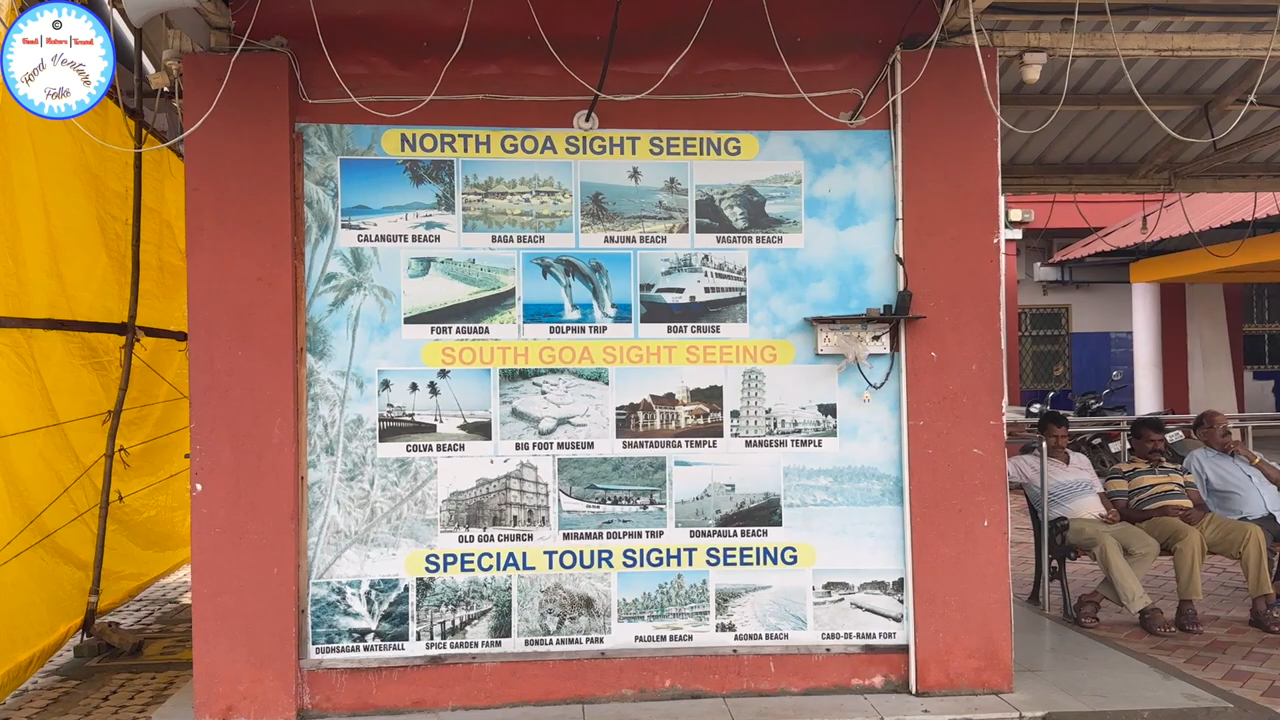 ©
Food | Nature | Travel
Food Venture
Folks
NORTH GOA SIGHT SEEING
CALANGUTE BEACH
BAGA BEACH
ANJUNA BEACH
VAGATOR BEACH
FORT AGUADA
DOLPHIN TRIP
BOAT CRUISE
SOUTH GOA SIGHT SEEING
COLVA BEACH
BIG FOOT MUSEUM
SHANTADURGA TEMPLE
MANGESHI TEMPLE
OLD GOA CHURCH
MIRAMAR DOLPHIN TRIP
DONAPAULA BEACH
SPECIAL TOUR SIGHT SEEING
DUDHSAGAR WATERFALL
SPICE GARDEN FARM
BONDLA ANIMAL PARK
PALOLEM BEACH
AGONDA BEACH
CABO-DE-RAMA FORT